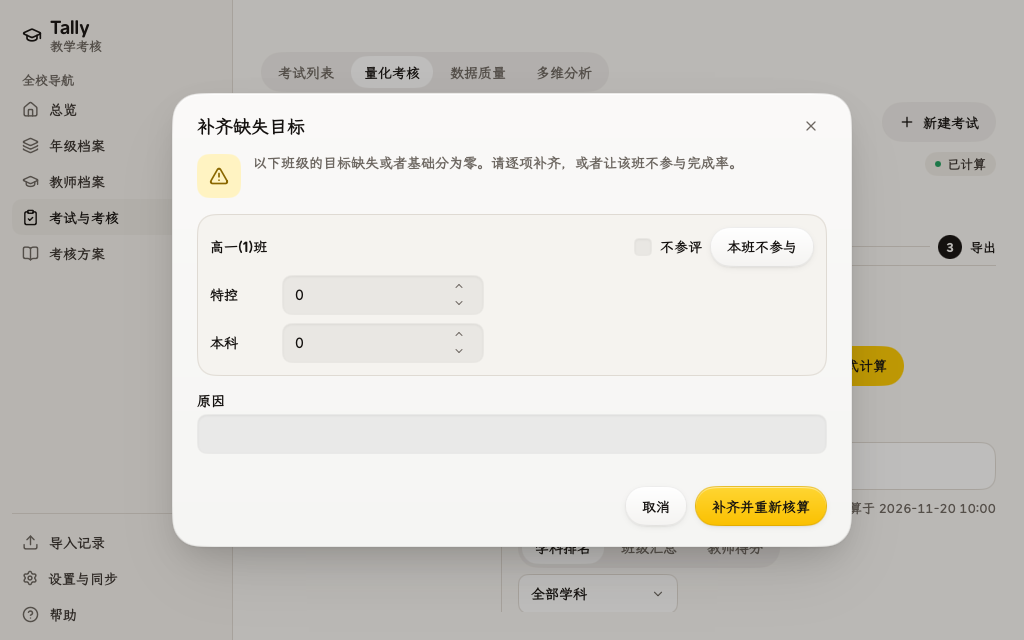 Tally
教学考核
全校导航
总览
年级档案
教师档案
考试与考核
考核方案
导入记录
设置与同步
帮助
考试列表
量化考核
数据质量
多维分析
新建考试
已计算
3 导出
式计算
算于 2026-11-20 10:00
补齐缺失目标
以下班级的目标缺失或者基础分为零。请逐项补齐，或者让该班不参与完成率。
高一(1)班
不参评
本班不参与
特控 0
本科 0
原因
取消
补齐并重新核算
学科排名
班级汇总
教师得分
全部学科